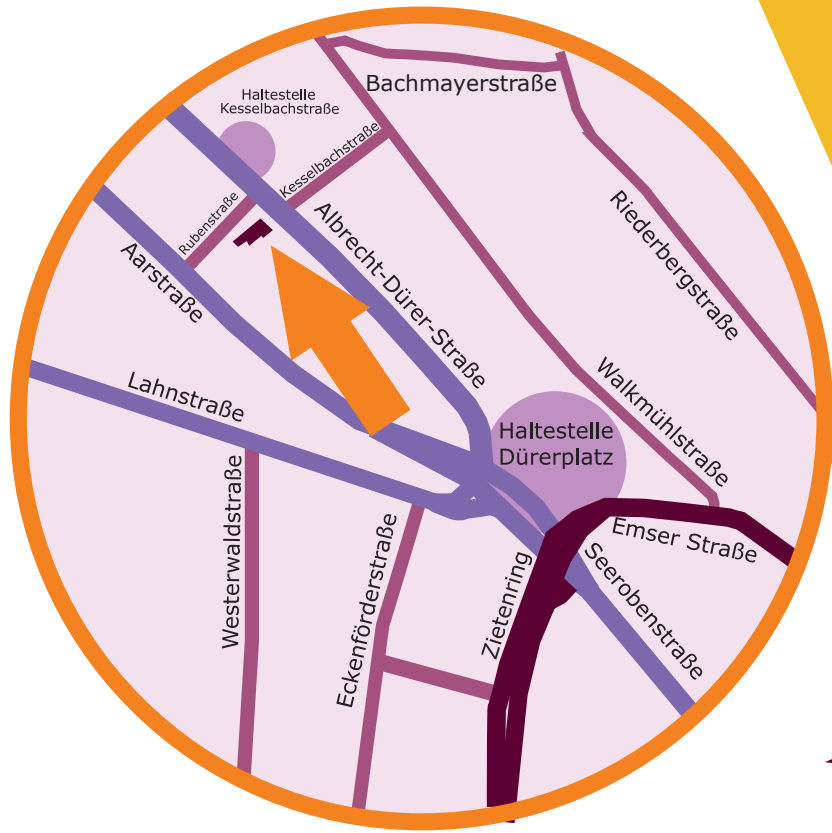 Bachmayerstraße
Haltestelle
Kesselbachstraße
Kesselbachstraße
Rubenstraße
Riederbergstraße
Albrecht-Dürer-Straße
Aarstraße
Lahnstraße
Walkmühlstraße
Haltestelle
Dürerplatz
Westerwaldstraße
Eckenförderstraße
Zietenring
Emser Straße
Seerobenstraße